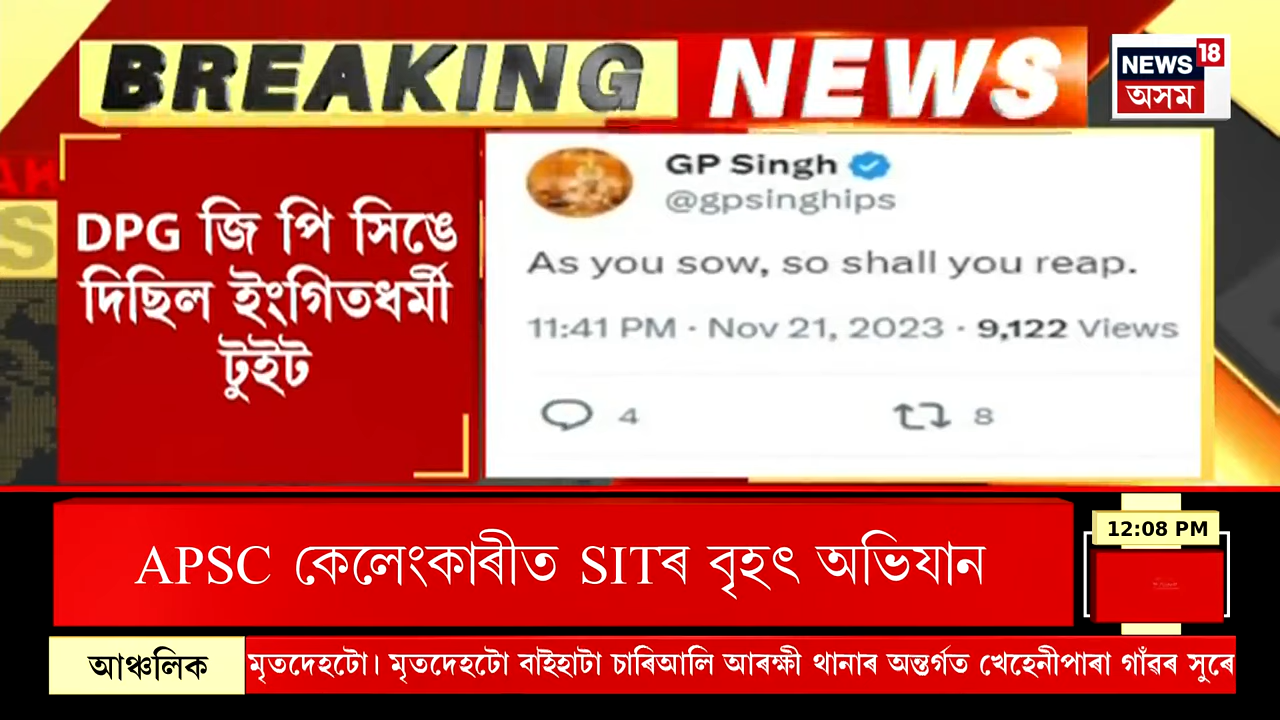 BREAKING NEWS
NEWS 18
অসম
DPG জি পি সিঙে
দিছিল ইংগিতধৰ্মী
টুইট
GP Singh
@gpsinghips
As you sow, so shall you reap.
11:41 PM · Nov 21, 2023 · 9,122 Views
4 8
APSC কেলেংকাৰীত SITৰ বৃহৎ অভিযান
12:08 PM
আঞ্চলিক
মৃতদেহটো। মৃতদেহটো বাইহাটা চাৰিআলি আৰক্ষী থানাৰ অন্তৰ্গত খেহেনীপাৰা গাঁৱৰ সুৰে